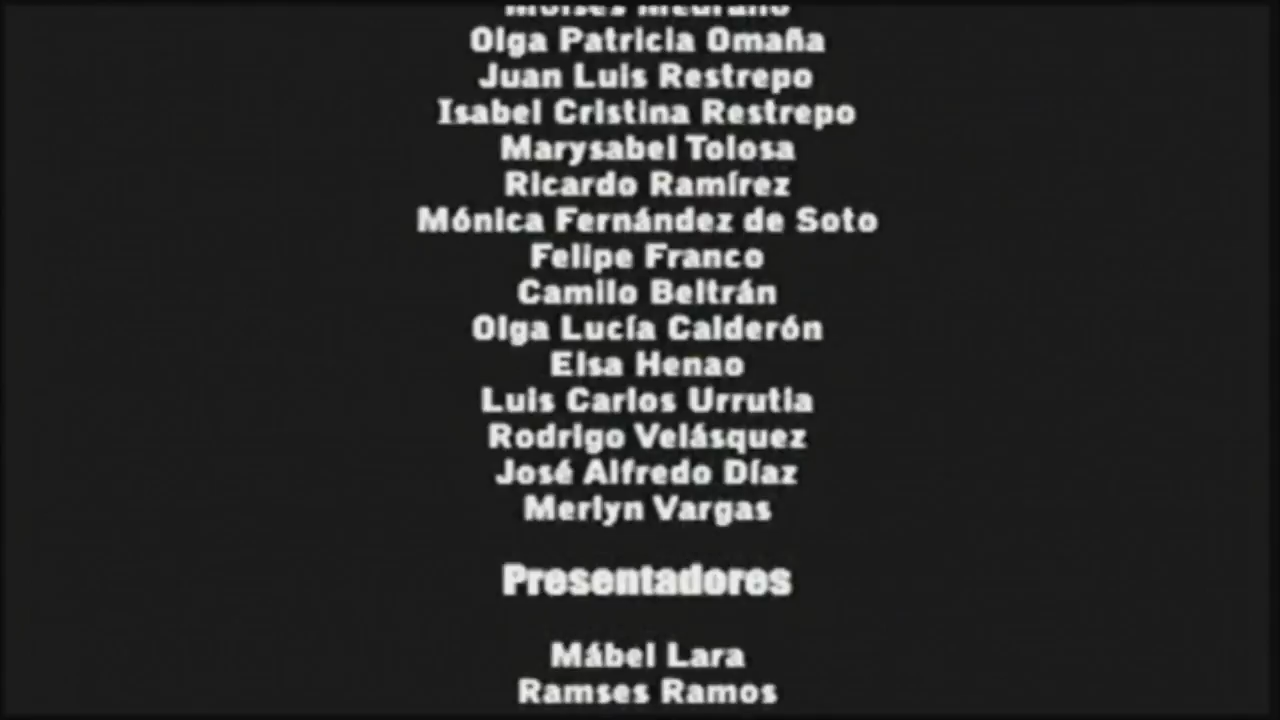 Moisés Medrano
Olga Patricia Omaña
Juan Luis Restrepo
Isabel Cristina Restrepo
Marysabel Tolosa
Ricardo Ramírez
Mónica Fernández de Soto
Felipe Franco
Camilo Beltrán
Olga Lucía Calderón
Elsa Henao
Luis Carlos Urrutia
Rodrigo Velásquez
José Alfredo Díaz
Merlyn Vargas
Presentadores
Mábel Lara
Ramses Ramos